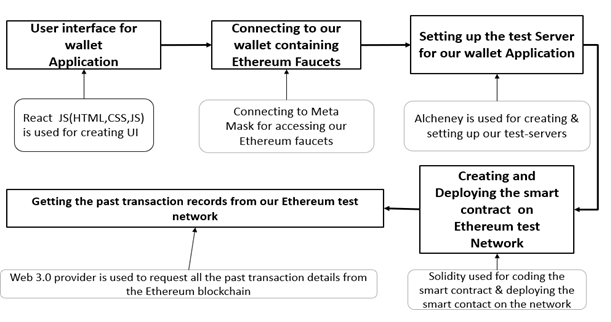 User interface for
wallet
Application
Connecting to our
wallet containing
Ethereum Faucets
Setting up the test Server
for our wallet Application
React JS(HTML,CSS,JS)
is used for creating UI
Connecting to Meta
Mask for accessing our
Ethereum faucets
Alcheney is used for creating &
setting up our test-servers
Creating and
Deploying the smart
contract on
Ethereum test
Network
Getting the past transaction records from our Ethereum test
network
Web 3.0 provider is used to request all the past transaction details from
the Ethereum blockchain
Solidity used for coding the
smart contract & deploying the
smart contact on the network